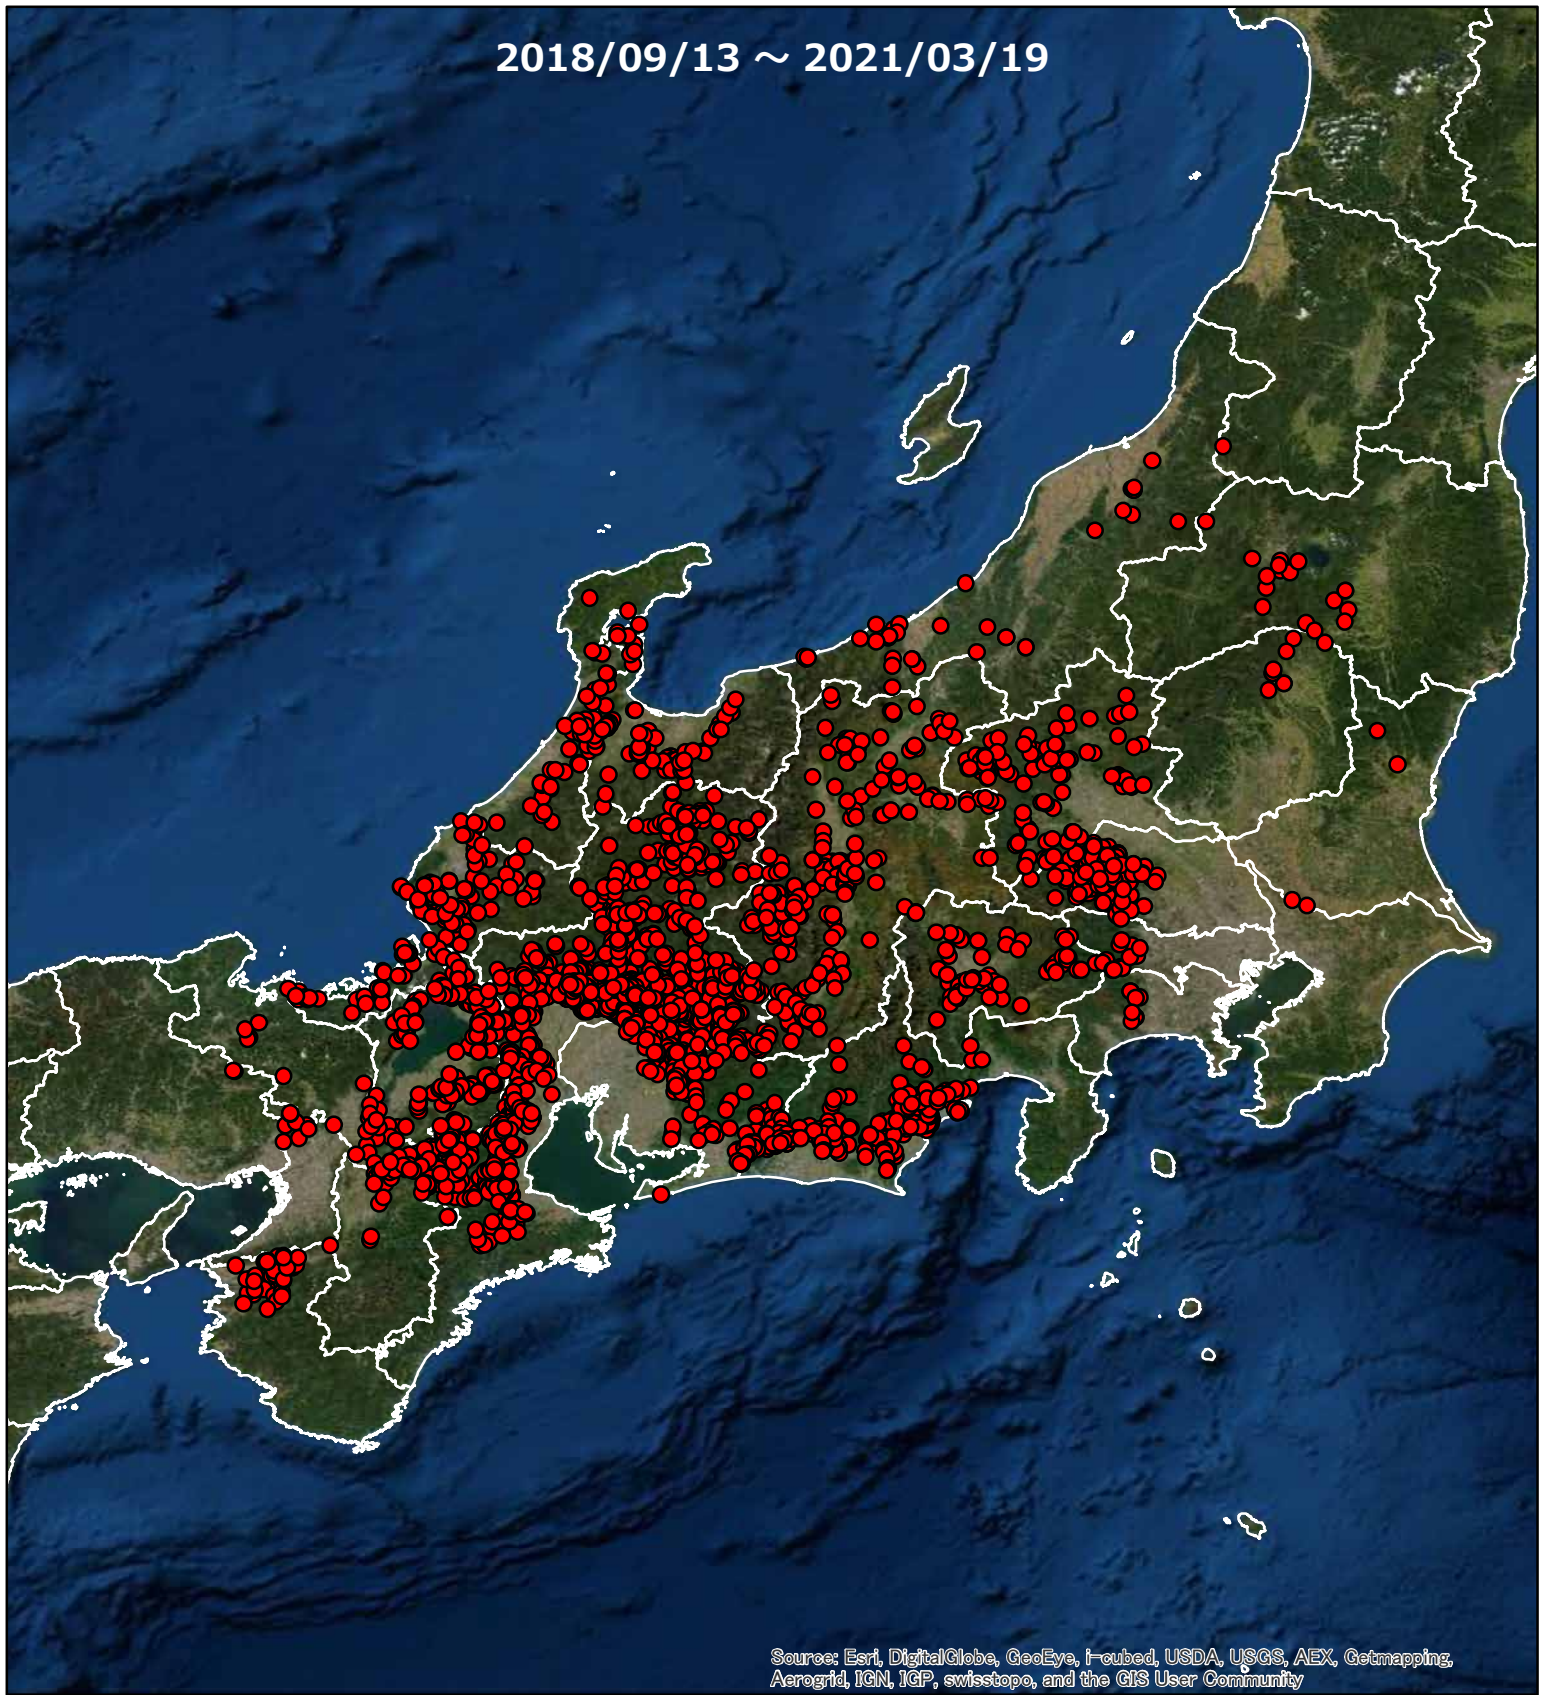 2018/09/13 ～ 2021/03/19
Source: Esri, DigitalGlobe, GeoEye, i-cubed, USDA, USGS, AEX, Getmapping,
Aerogrid, IGN, IGP, swisstopo, and the GIS User Community